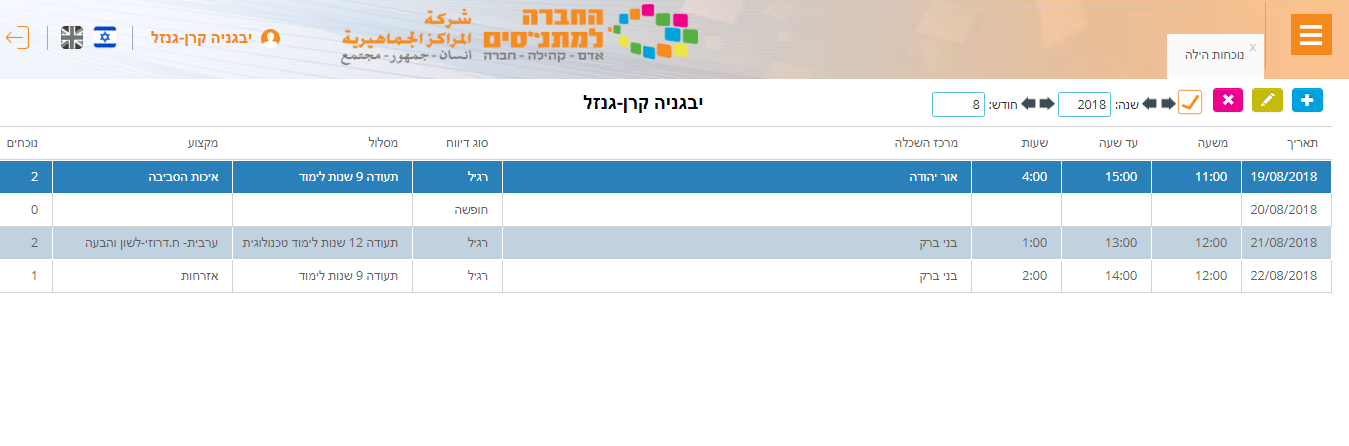 נוכחות הילה x
החברה למתנ״סים
אדם - קהילה - חברה
شركة
المراكز الجماهيرية
انسان - جمهور - مجتمع
יבגניה קרן-גנזל
שנה: 2018 חודש: 8
יבגניה קרן-גנזל
תאריך משעה עד שעה שעות מרכז השכלה סוג דיווח מסלול מקצוע נוכחים
19/08/2018 11:00 15:00 4:00 אור יהודה רגיל תעודה 9 שנות לימוד איכות הסביבה 2
20/08/2018 חופשה 0
21/08/2018 12:00 13:00 1:00 בני ברק רגיל תעודה 12 שנות לימוד טכנולוגית ערבית- ח.דרוזי-לשון והבעה 2
22/08/2018 12:00 14:00 2:00 בני ברק רגיל תעודה 9 שנות לימוד אזרחות 1